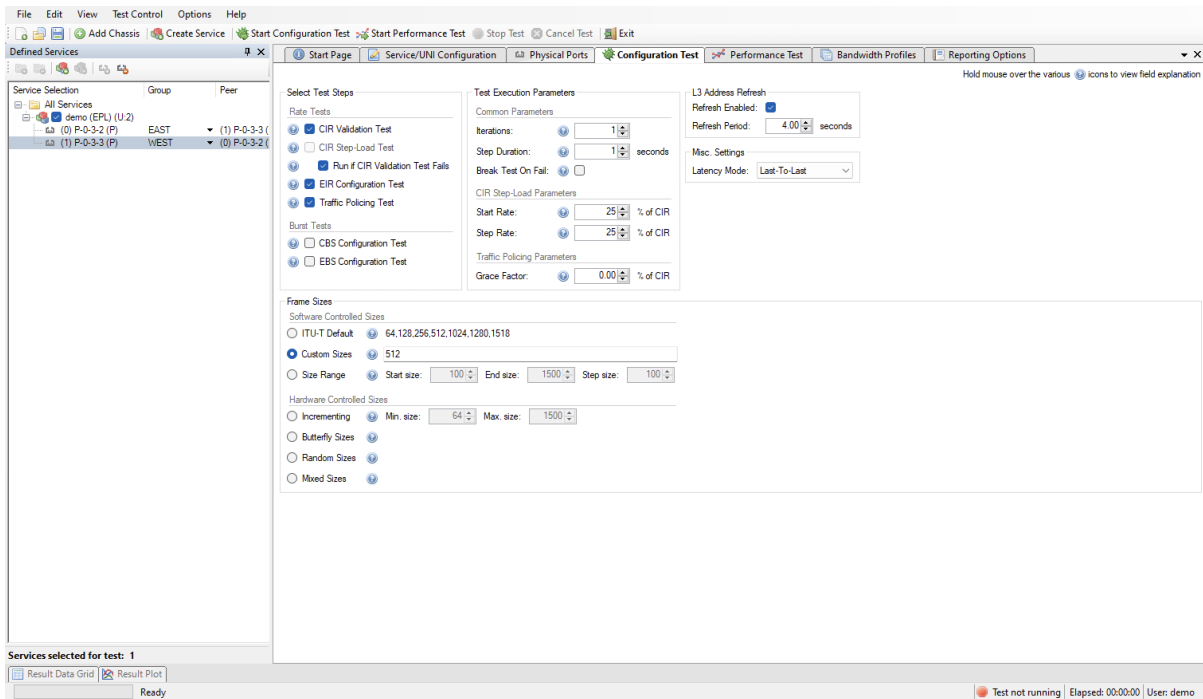 File Edit View Test Control Options Help
Add Chassis Create Service Start Configuration Test Start Performance Test Stop Test Cancel Test Exit
Defined Services
Service Selection Group Peer
All Services
demo (EPL) (U:2)
(0) P-0-3-2 (P) EAST (1) P-0-3-3 (
(1) P-0-3-3 (P) WEST (0) P-0-3-2 (
Services selected for test: 1
Start Page Service/UNI Configuration Physical Ports Configuration Test Performance Test Bandwidth Profiles Reporting Options
Hold mouse over the various icons to view field explanation
Select Test Steps
Rate Tests
CIR Validation Test
CIR Step-Load Test
Run if CIR Validation Test Fails
EIR Configuration Test
Traffic Policing Test
Burst Tests
CBS Configuration Test
EBS Configuration Test
Test Execution Parameters
Common Parameters
Iterations: 1
Step Duration: 1 seconds
Break Test On Fail:
CIR Step-Load Parameters
Start Rate: 25 % of CIR
Step Rate: 25 % of CIR
Traffic Policing Parameters
Grace Factor: 0.00 % of CIR
L3 Address Refresh
Refresh Enabled:
Refresh Period: 4.00 seconds
Misc. Settings
Latency Mode: Last-To-Last
Frame Sizes
Software Controlled Sizes
ITU-T Default 64,128,256,512,1024,1280,1518
Custom Sizes 512
Size Range Start size: 100 End size: 1500 Step size: 100
Hardware Controlled Sizes
Incrementing Min. size: 64 Max. size: 1500
Butterfly Sizes
Random Sizes
Mixed Sizes
Result Data Grid Result Plot
Ready Test not running Elapsed: 00:00:00 User: demo